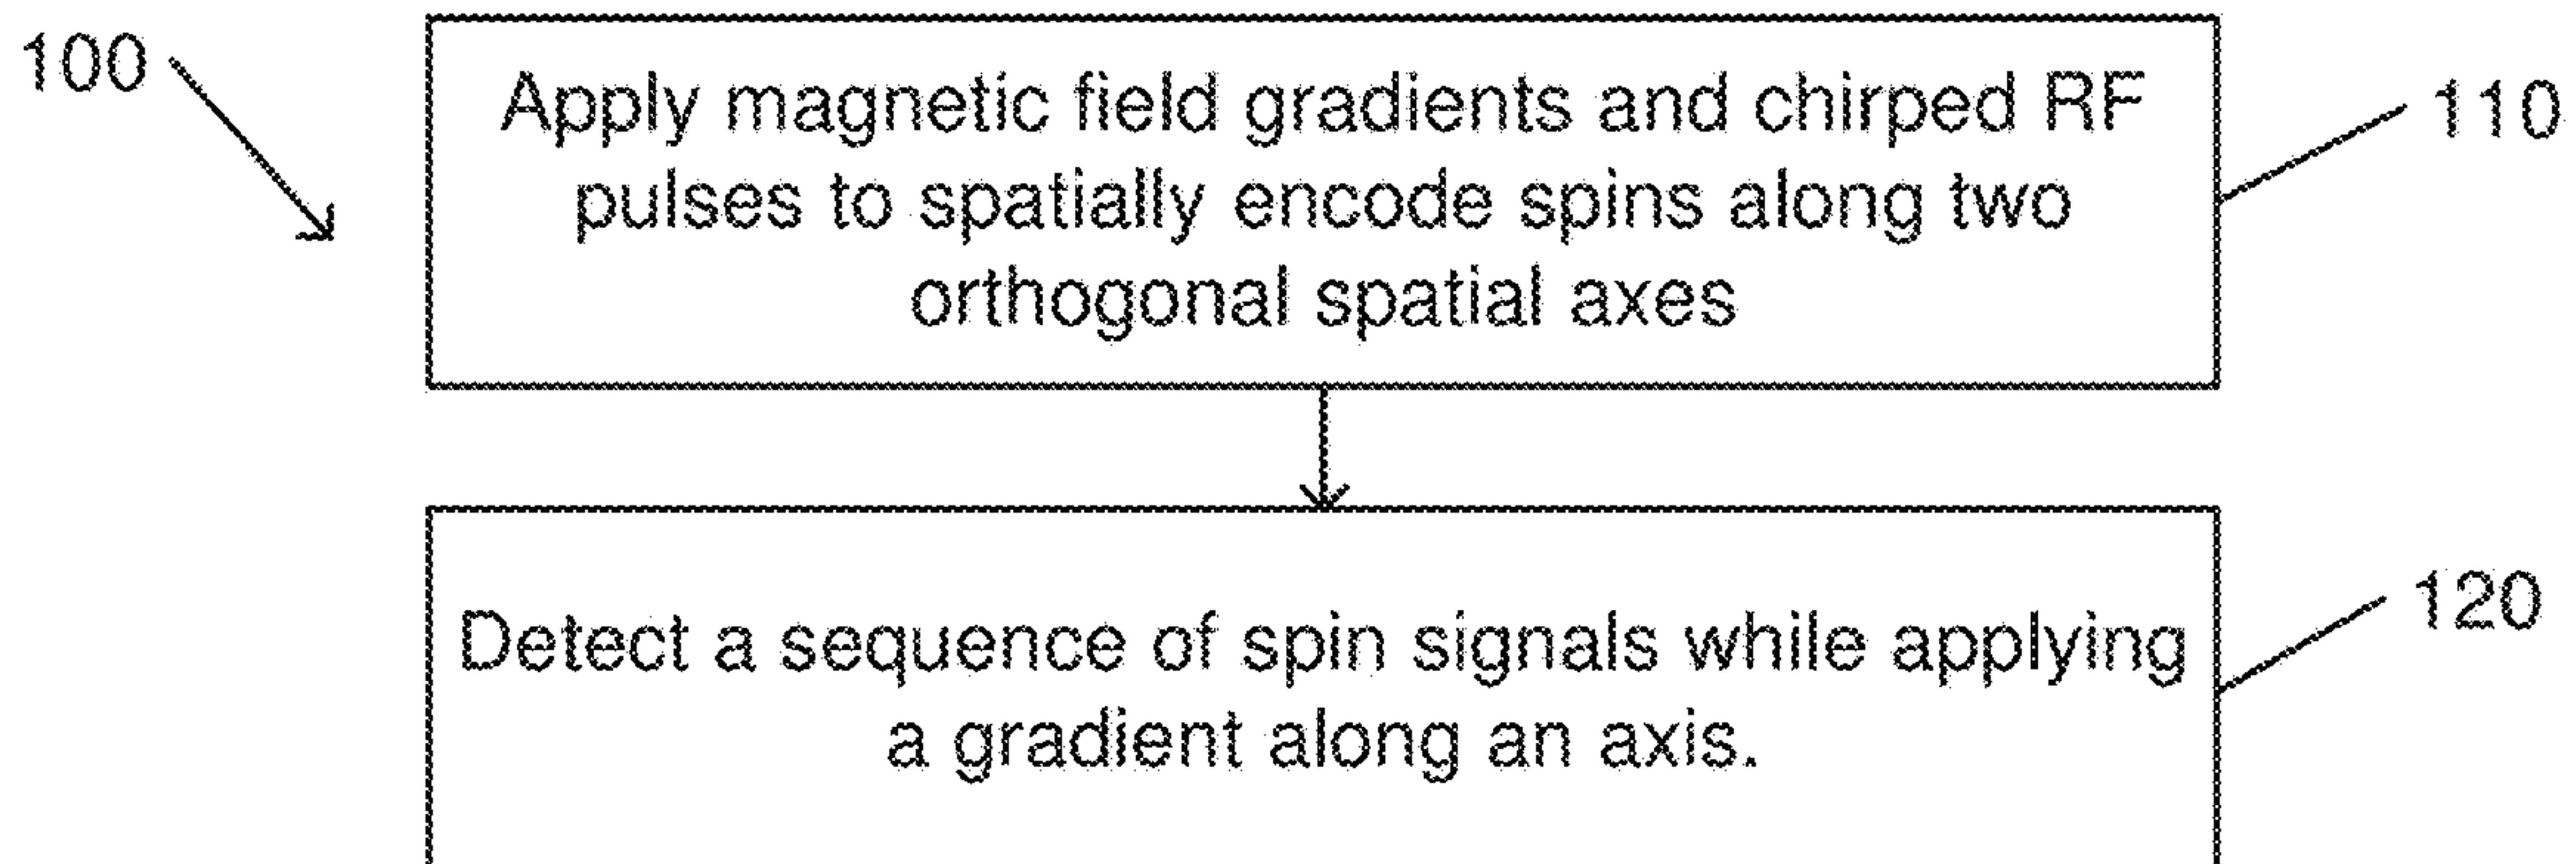 100
Apply magnetic field gradients and chirped RF
110
pulses to spatially encode spins along two
orthogonal spatial axes
Detect a sequence of spin signals while applying
120
a gradient along an axis.